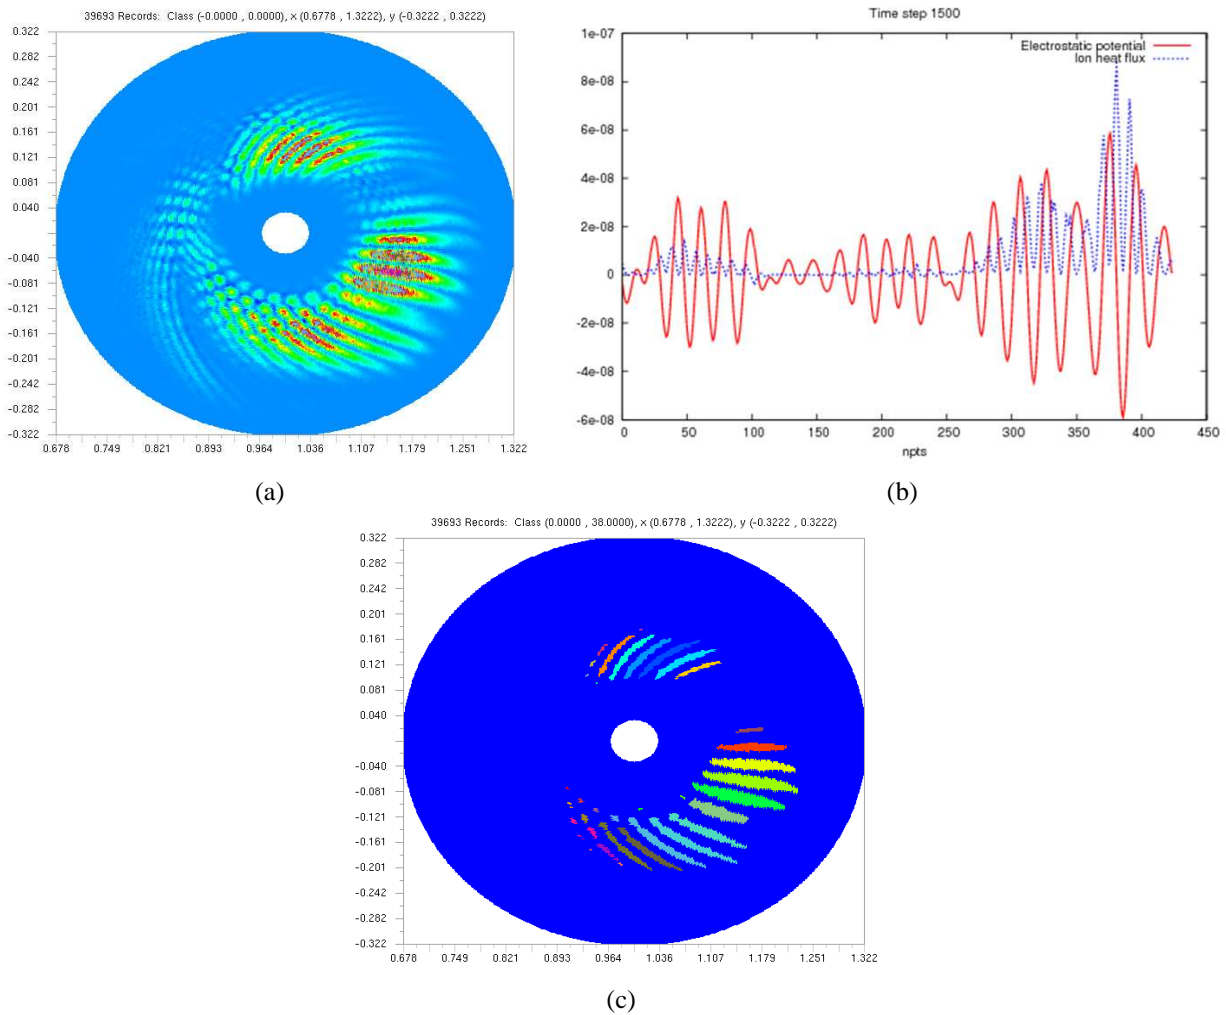 39693 Records: Class (-0.0000 , 0.0000), x (0.6778 , 1.3222), y (-0.3222 , 0.3222)
0.322
0.282
0.242
0.201
0.161
0.121
0.081
0.040
-0.040
-0.081
-0.121
-0.161
-0.201
-0.242
-0.282
-0.322
0.678 0.749 0.821 0.893 0.964 1.036 1.107 1.179 1.251 1.322
(a)
Time step 1500
Electrostatic potential
Ion heat flux
1e-07
8e-08
6e-08
4e-08
2e-08
0
-2e-08
-4e-08
-6e-08
0 50 100 150 200 250 300 350 400 450
npts
(b)
39693 Records: Class (0.0000 , 38.0000), x (0.6778 , 1.3222), y (-0.3222 , 0.3222)
0.322
0.282
0.242
0.201
0.161
0.121
0.081
0.040
-0.040
-0.081
-0.121
-0.161
-0.201
-0.242
-0.282
-0.322
0.678 0.749 0.821 0.893 0.964 1.036 1.107 1.179 1.251 1.322
(c)